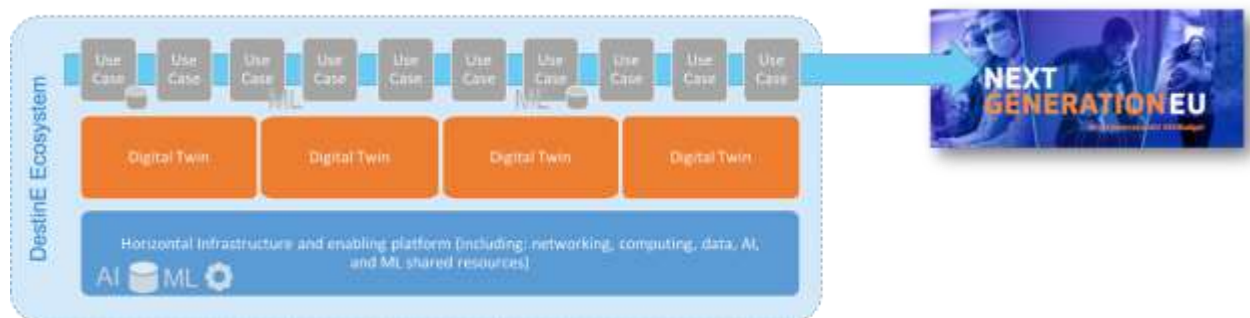 DestinE Ecosystem
Use
Case
Use
Case
Use
Case
Use
Case
Use
Case
Use
Case
Use
Case
Use
Case
Use
Case
Use
Case
ML
ML
Digital Twin
Digital Twin
Digital Twin
Digital Twin
Horizontal Infrastructure and enabling platform (including: networking, computing, data, AI,
and ML shared resources)
AI
ML
NEXT
GENERATIONEU